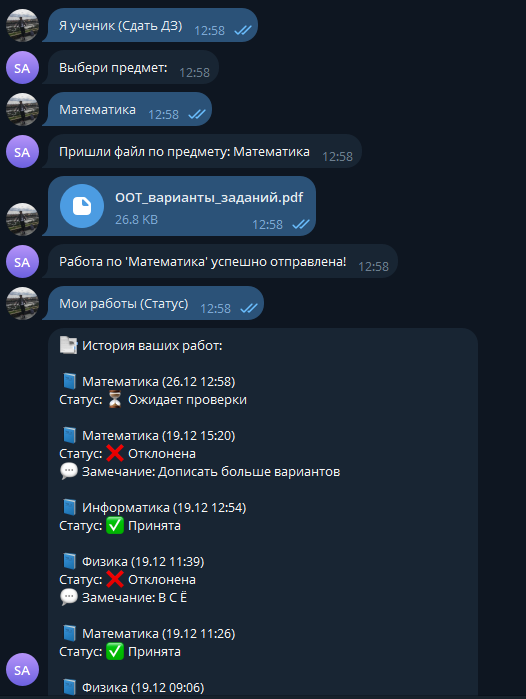 Я ученик (Сдать ДЗ) 12:58
SA
Выбери предмет: 12:58
Математика 12:58
SA
Пришли файл по предмету: Математика 12:58
ООТ_варианты_заданий.pdf
26.8 KB 12:58
SA
Работа по 'Математика' успешно отправлена! 12:58
Мои работы (Статус) 12:58
История ваших работ:
Математика (26.12 12:58)
Статус: ⏳ Ожидает проверки
Математика (19.12 15:20)
Статус: ❌ Отклонена
💬 Замечание: Дописать больше вариантов
Информатика (19.12 12:54)
Статус: ✅ Принята
Физика (19.12 11:39)
Статус: ❌ Отклонена
💬 Замечание: В С Ё
Математика (19.12 11:26)
Статус: ✅ Принята
SA
Физика (19.12 09:06)